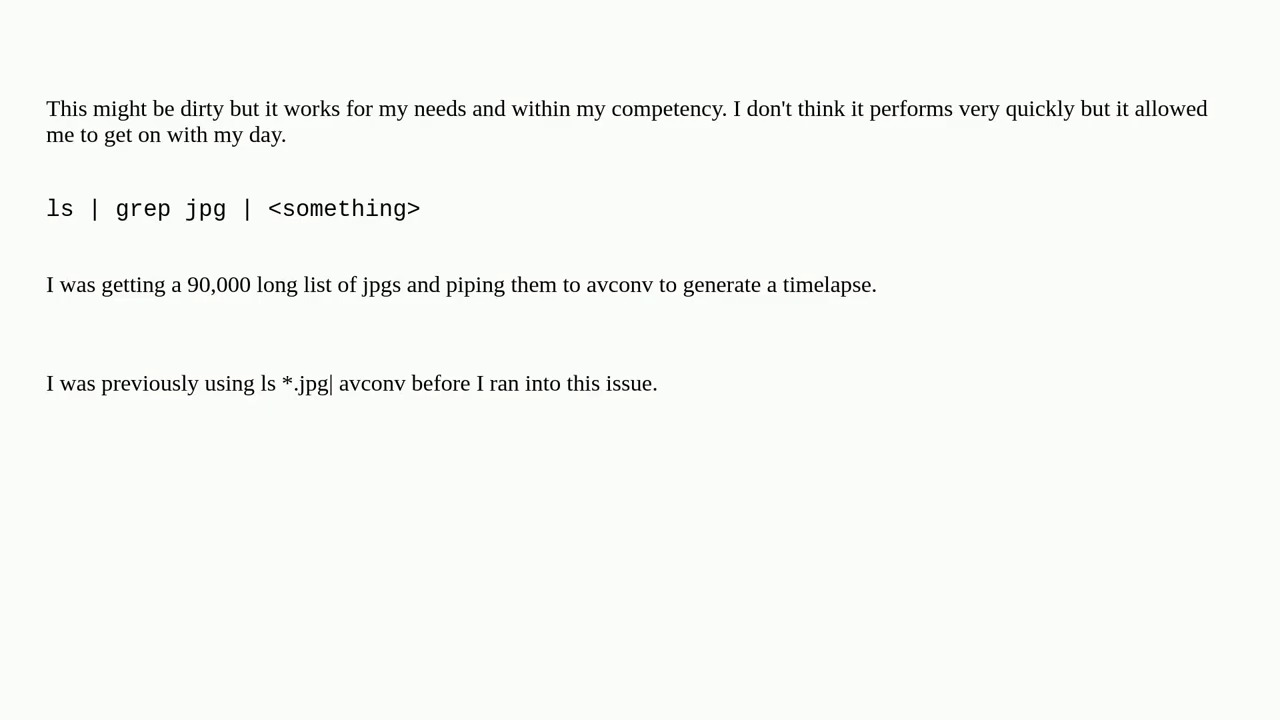 This might be dirty but it works for my needs and within my competency. I don't think it performs very quickly but it allowed
me to get on with my day.
ls | grep jpg | <something>
I was getting a 90,000 long list of jpgs and piping them to avconv to generate a timelapse.
I was previously using ls *.jpg| avconv before I ran into this issue.